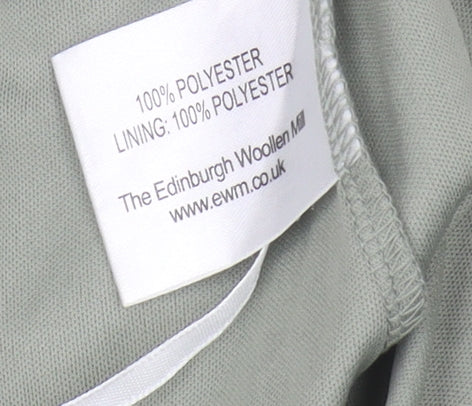 100% POLYESTER
LINING: 100% POLYESTER
The Edinburgh Woollen Mill
www.ewm.co.uk